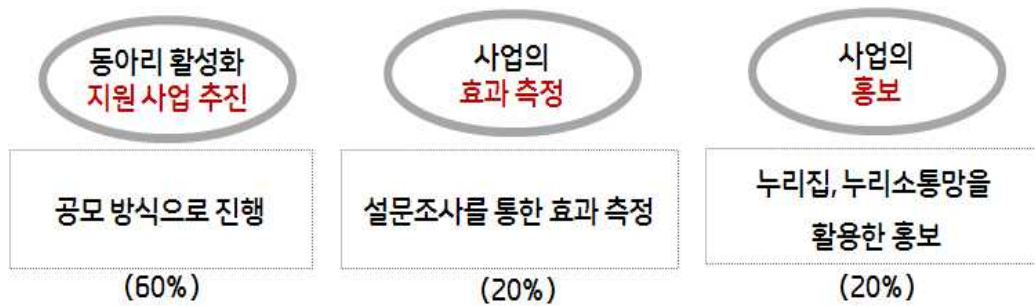 동아리 활성화
지원 사업 추진
공모 방식으로 진행
(60%)
사업의
효과 측정
설문조사를 통한 효과 측정
(20%)
사업의
홍보
누리집, 누리소통망을
활용한 홍보
(20%)